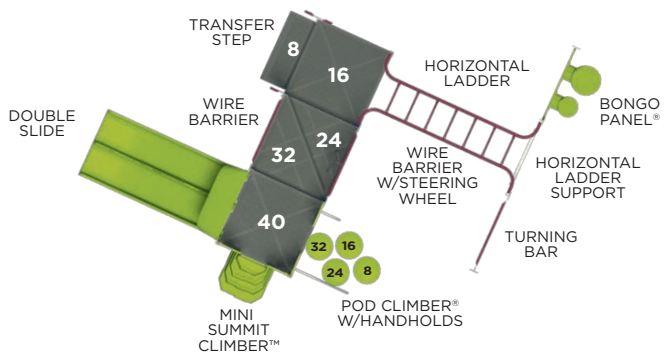 TRANSFER
STEP
8
16
HORIZONTAL
LADDER
BONGO
PANEL®
DOUBLE
SLIDE
WIRE
BARRIER
24
32
WIRE
BARRIER
W/STEERING
WHEEL
HORIZONTAL
LADDER
SUPPORT
40
TURNING
BAR
32
16
24
8
POD CLIMBER®
W/HANDHOLDS
MINI
SUMMIT
CLIMBER™